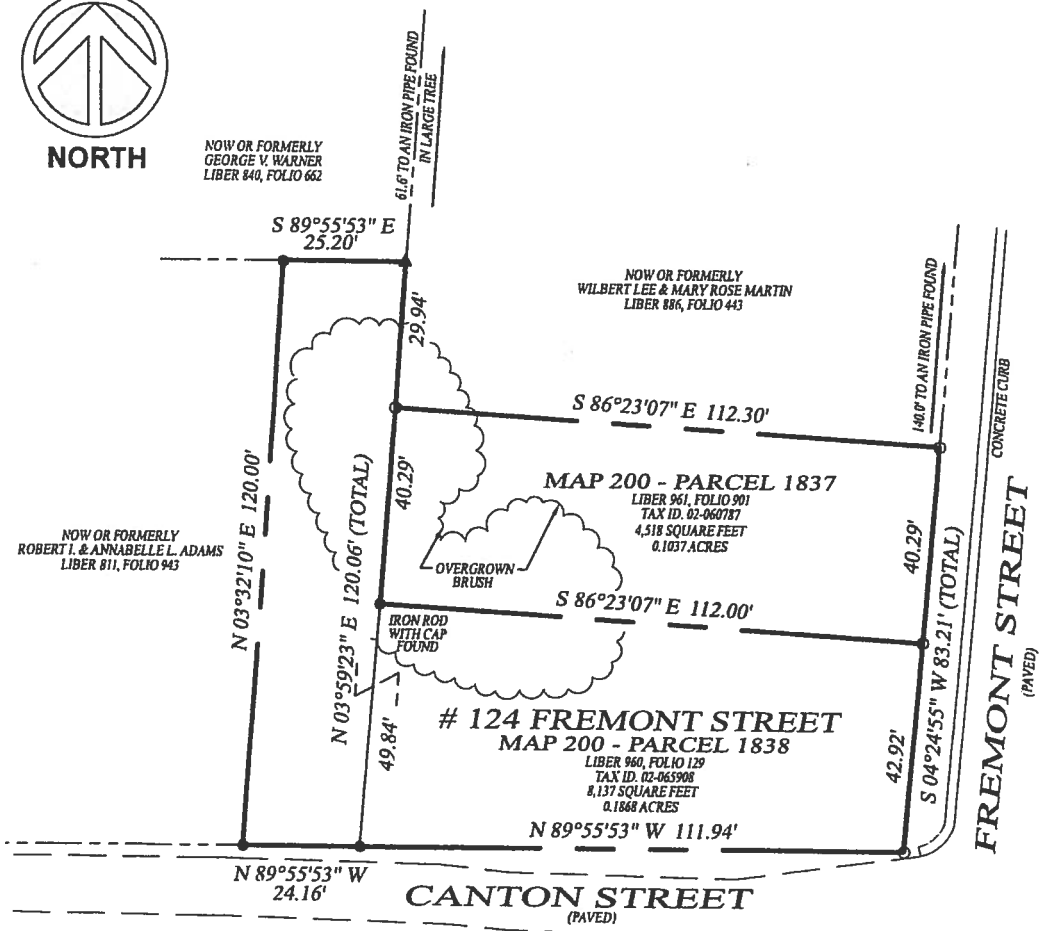 NORTH
NOW OR FORMERLY
GEORGE V. WARNER
LIBER 840, FOLIO 662
61.6' TO AN IRON PIPE FOUND
IN LARGE TREE
S 89°55'53" E
25.20'
NOW OR FORMERLY
WILBERT LEE & MARY ROSE MARTIN
LIBER 886, FOLIO 443
140.0' TO AN IRON PIPE FOUND
CONCRETE CURB
29.94'
S 86°23'07" E 112.30'
MAP 200 - PARCEL 1837
LIBER 961, FOLIO 901
TAX ID. 02-060787
4,518 SQUARE FEET
0.1037 ACRES
40.29'
40.29'
N 03°32'10" E 120.00'
NOW OR FORMERLY
ROBERT I. & ANNABELLE L. ADAMS
LIBER 811, FOLIO 943
OVERGROWN
BRUSH
S 86°23'07" E 112.00'
IRON ROD
WITH CAP
FOUND
N 03°59'23" E 120.06' (TOTAL)
49.84'
# 124 FREMONT STREET
MAP 200 - PARCEL 1838
LIBER 960, FOLIO 129
TAX ID. 02-065908
8,137 SQUARE FEET
0.1868 ACRES
42.92'
S 04°24'55" W 83.21' (TOTAL)
FREMONT STREET
(PAVED)
N 89°55'53" W 111.94'
N 89°55'53" W
24.16'
CANTON STREET
(PAVED)